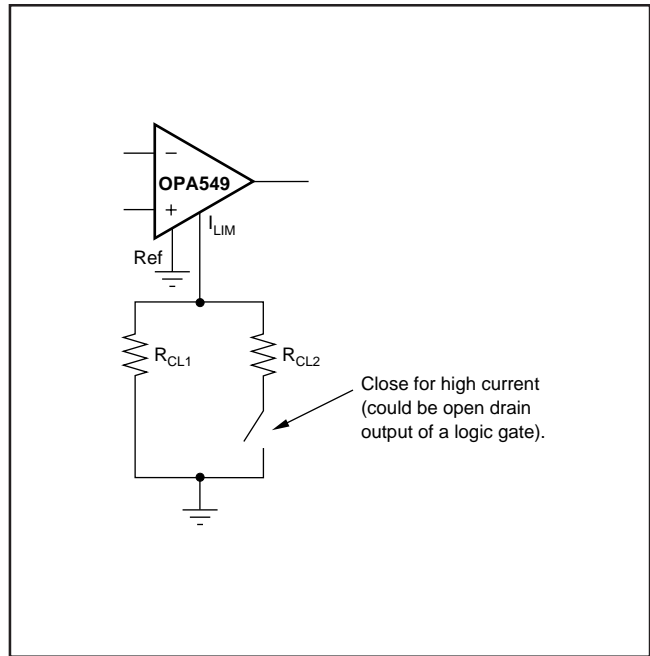 −
OPA549
+
I_LIM
Ref
R_CL1
R_CL2
Close for high current
(could be open drain
output of a logic gate).